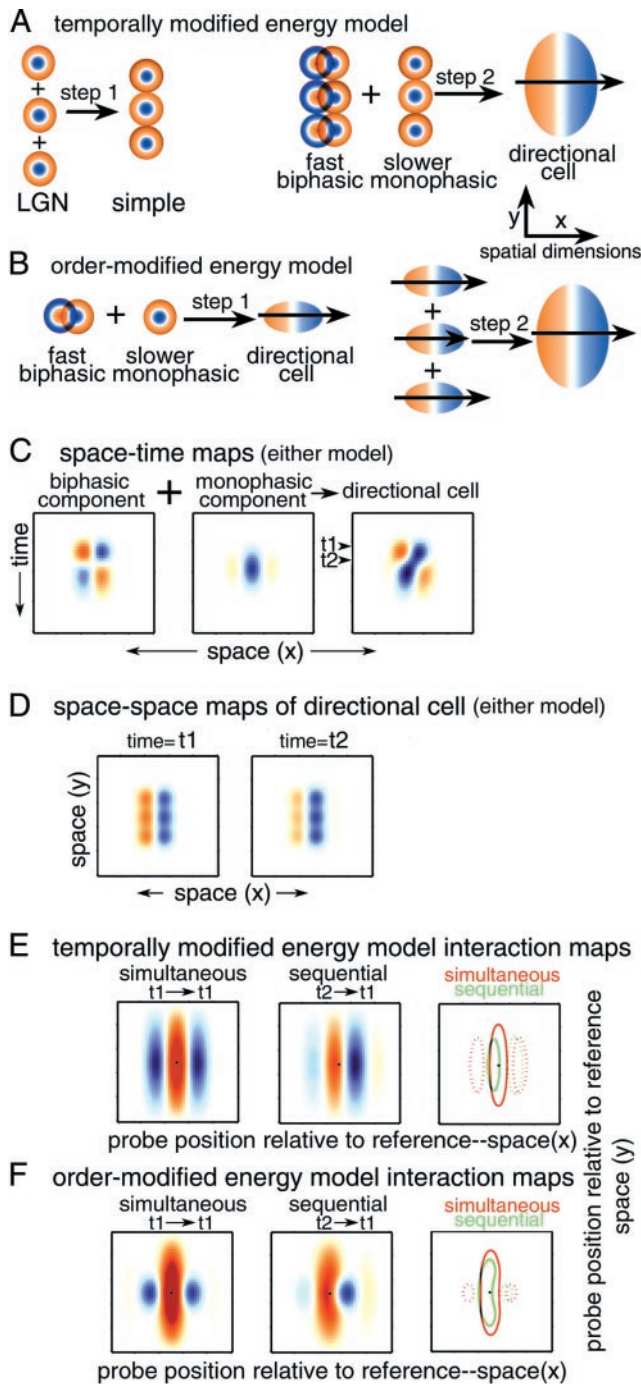 A temporally modified energy model
+
+
LGN
step 1
simple
fast
biphasic
+
slower
monophasic
step 2
directional
cell
y
x
spatial dimensions
B order-modified energy model
fast
biphasic
+
slower
monophasic
step 1
directional
cell
+
+
step 2
C space-time maps (either model)
biphasic
component
+
monophasic
component
directional cell
time
t1
t2
space (x)
D space-space maps of directional cell (either model)
time= t1
time= t2
space (y)
space (x)
E temporally modified energy model interaction maps
simultaneous
t1→t1
sequential
t2→t1
simultaneous
sequential
probe position relative to reference--space(x)
F order-modified energy model interaction maps
simultaneous
t1→t1
sequential
t2→t1
simultaneous
sequential
probe position relative to reference--space(x)
probe position relative to reference
space (y)